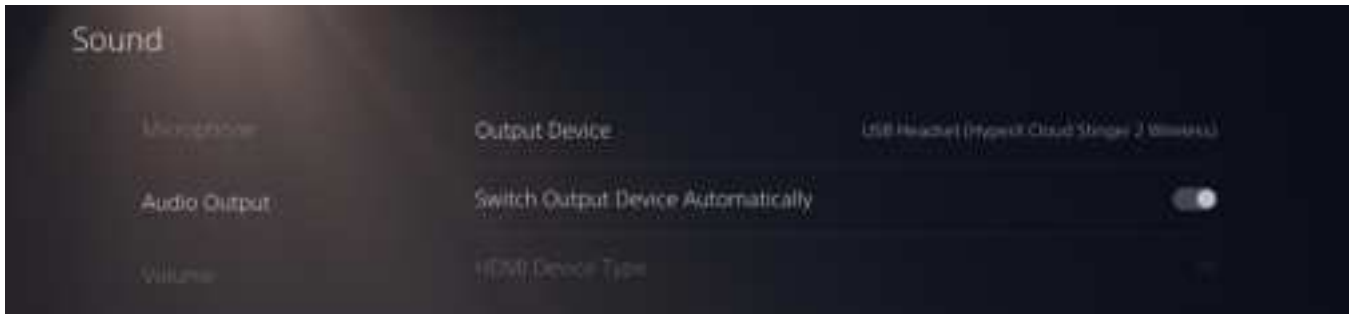 Sound
Microphone
Output Device
USB Headset (HyperX Cloud Stinger 2 Wireless)
Audio Output
Switch Output Device Automatically
Volume
HDMI Device Type